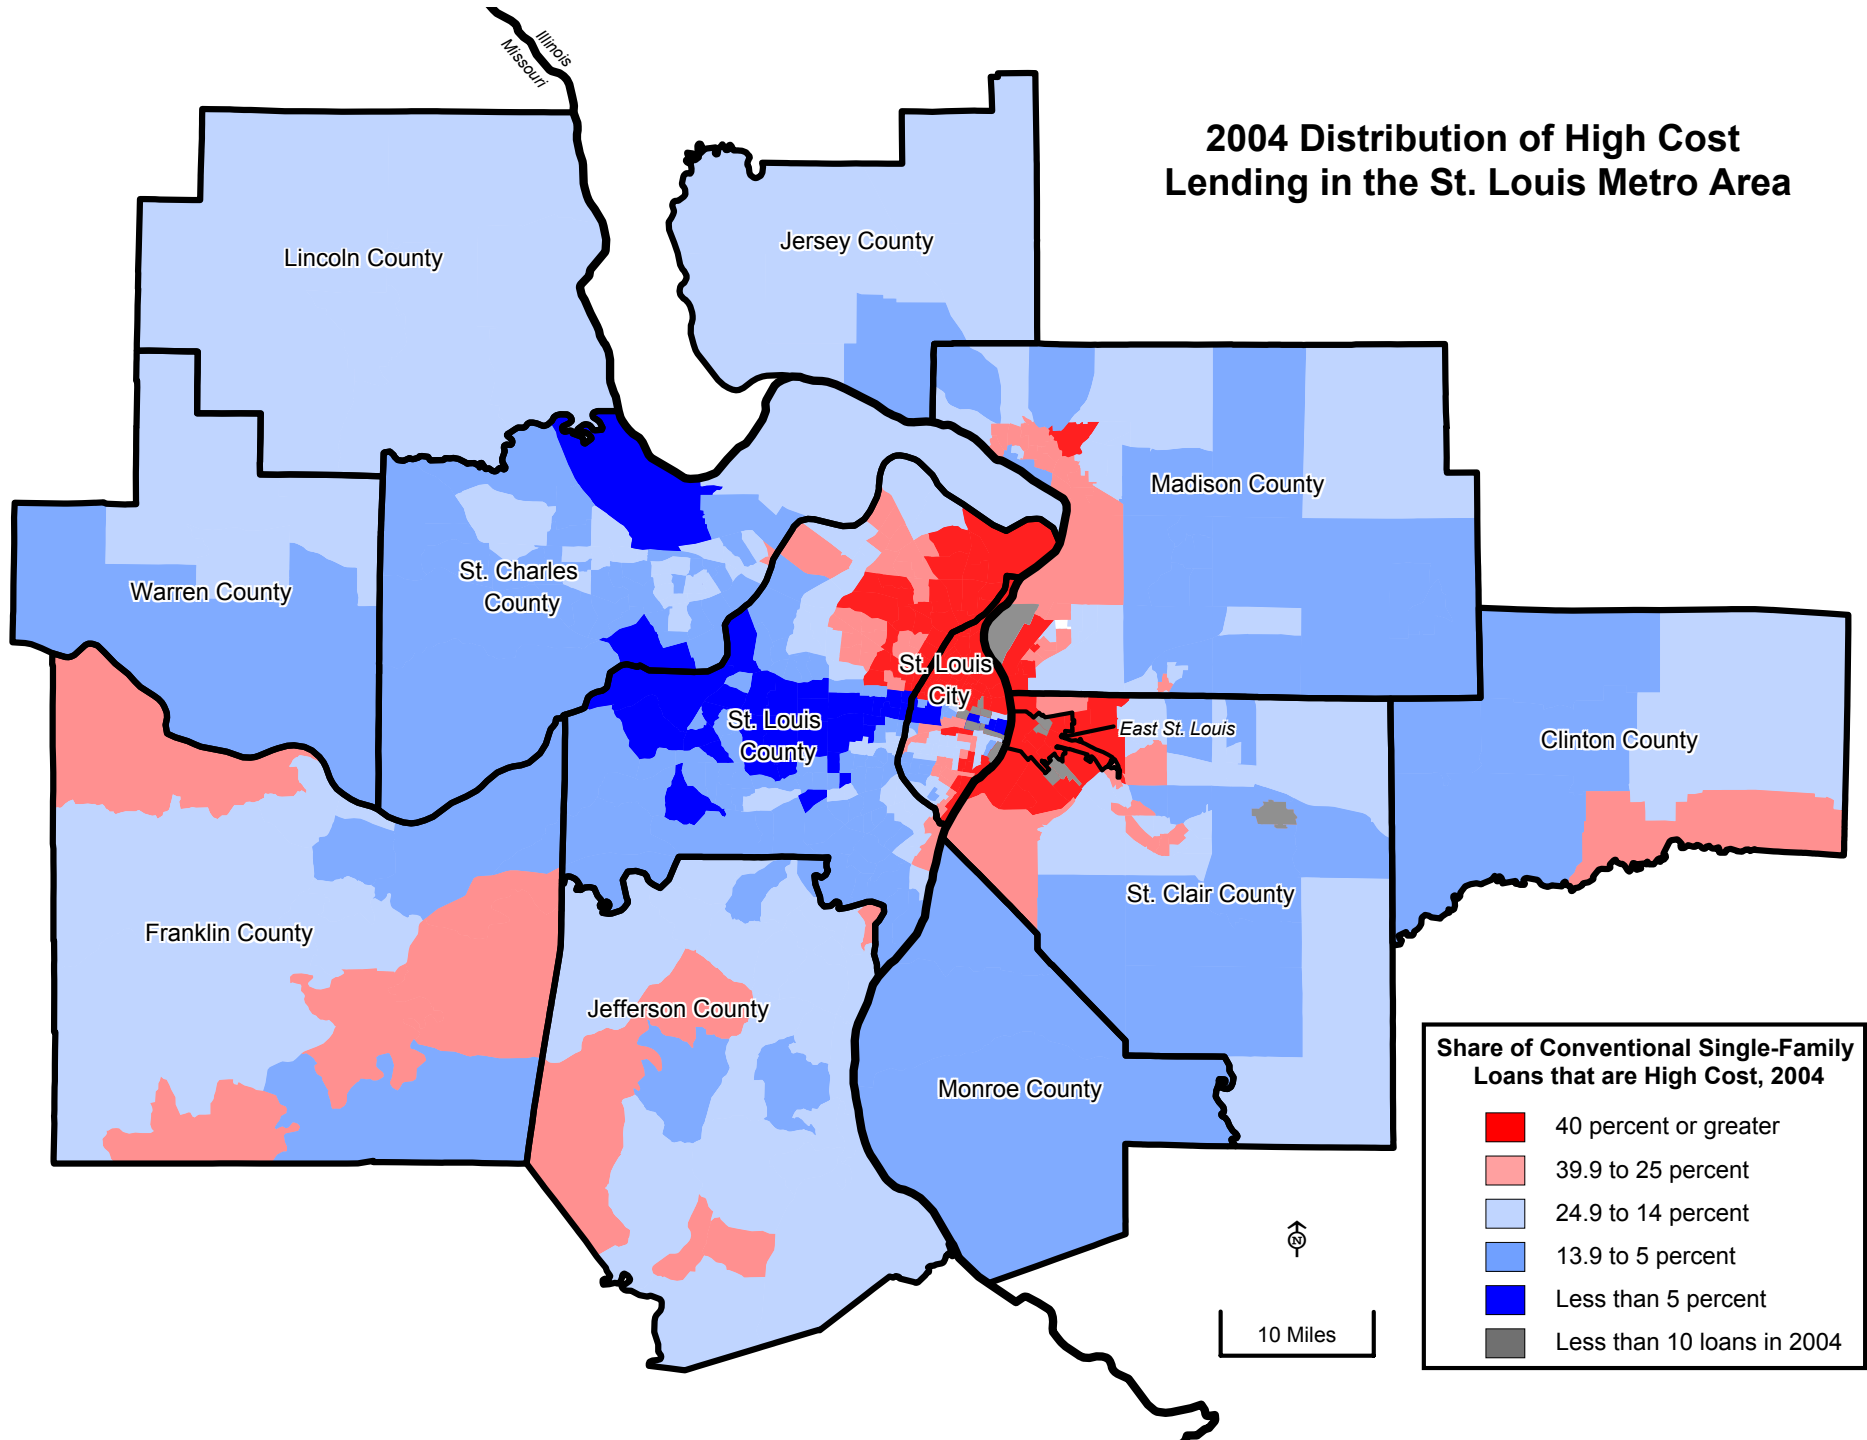 Illinois
Missouri
2004 Distribution of High Cost
Lending in the St. Louis Metro Area
Lincoln County
Jersey County
Madison County
St. Charles
County
Warren County
St. Louis
City
St. Louis
County
East St. Louis
Clinton County
St. Clair County
Franklin County
Jefferson County
Monroe County
Share of Conventional Single-Family
Loans that are High Cost, 2004
40 percent or greater
39.9 to 25 percent
24.9 to 14 percent
13.9 to 5 percent
Less than 5 percent
Less than 10 loans in 2004
N
10 Miles